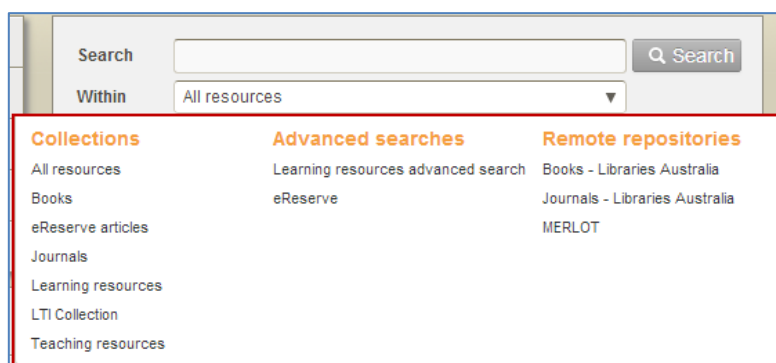 Search
Search
Within
All resources
Collections
All resources
Books
eReserve articles
Journals
Learning resources
LTI Collection
Teaching resources
Advanced searches
Learning resources advanced search
eReserve
Remote repositories
Books - Libraries Australia
Journals - Libraries Australia
MERLOT